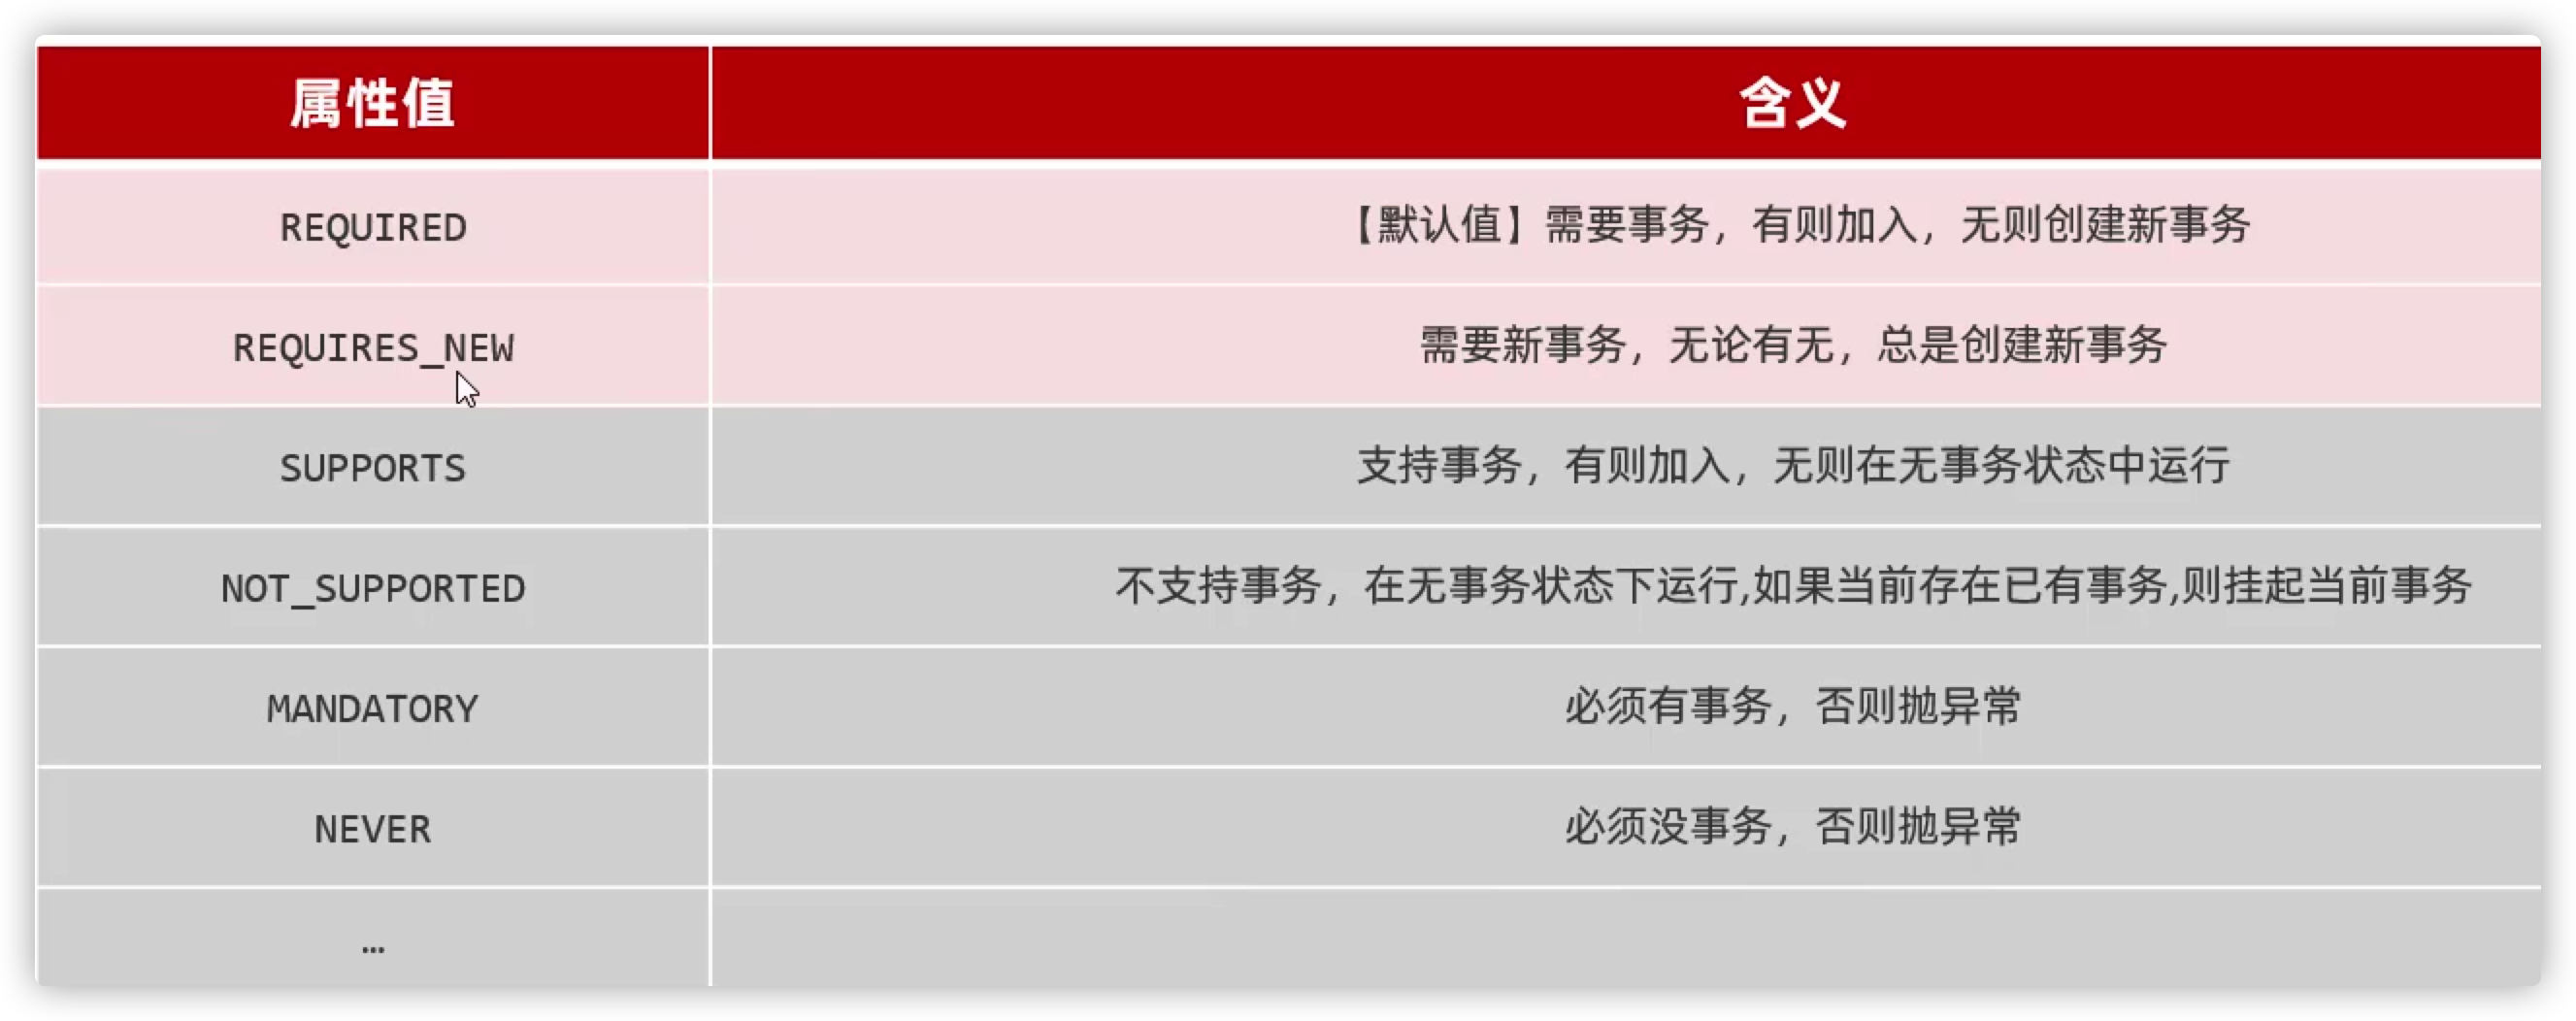 属性值 含义
REQUIRED 【默认值】需要事务，有则加入，无则创建新事务
REQUIRES_NEW 需要新事务，无论有无，总是创建新事务
SUPPORTS 支持事务，有则加入，无则在无事务状态中运行
NOT_SUPPORTED 不支持事务，在无事务状态下运行,如果当前存在已有事务,则挂起当前事务
MANDATORY 必须有事务，否则抛异常
NEVER 必须没事务，否则抛异常
…